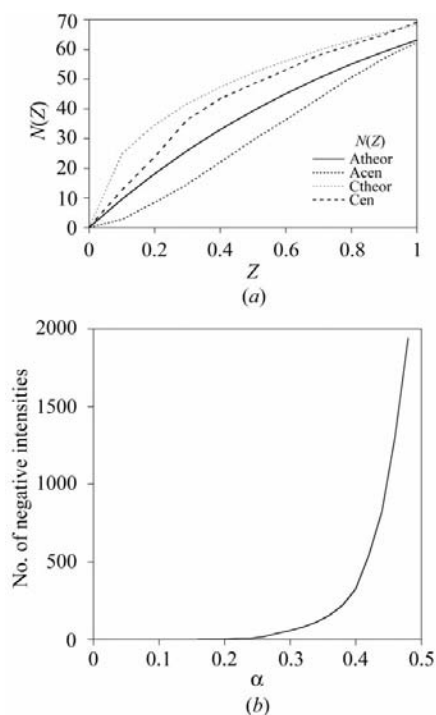 70
60
50
40
30
20
10
0
N(Z)
N(Z)
Atheor
Acen
Ctheor
Cen
0 0.2 0.4 0.6 0.8 1
Z
(a)
2000
1500
1000
500
0
No. of negative intensities
0 0.1 0.2 0.3 0.4 0.5
α
(b)